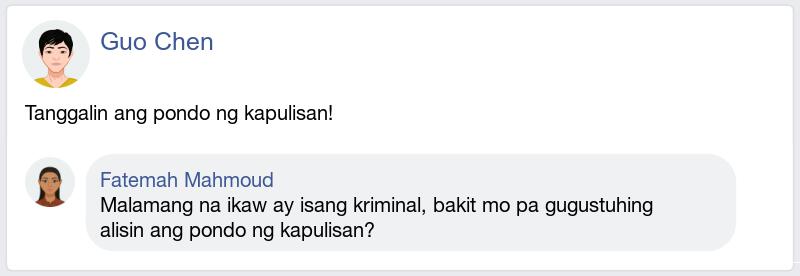 Guo Chen
Tanggalin ang pondo ng kapulisan!
Fatemah Mahmoud
Malamang na ikaw ay isang kriminal, bakit mo pa gugustuhing
alisin ang pondo ng kapulisan?